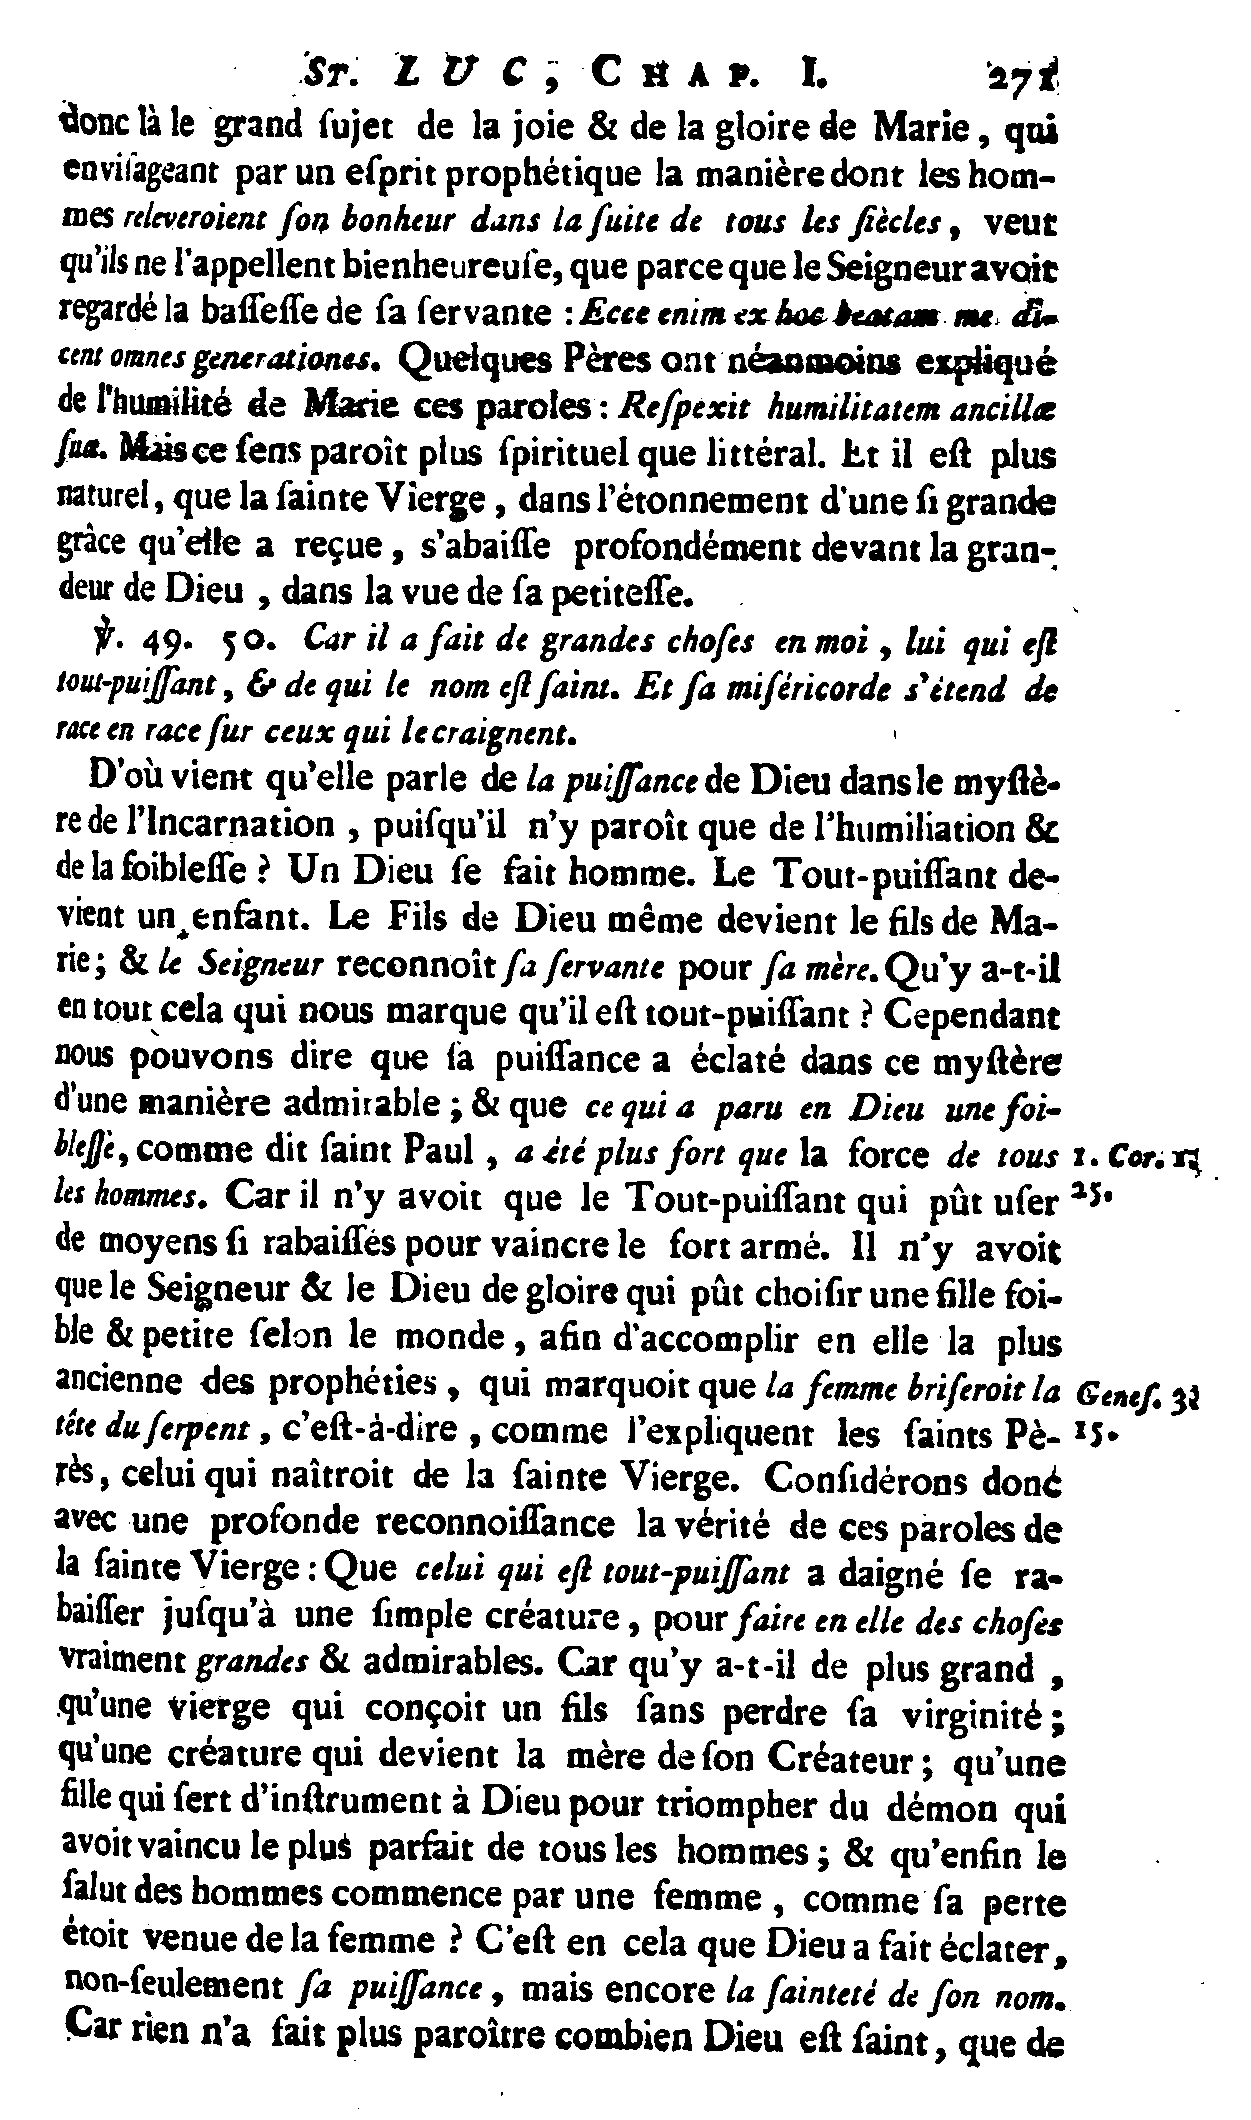 ST. LUC, CHAP. I. 271
donc là le grand ſujet de la joie & de la gloire de Marie, qui
enviſageant par un eſprit prophétique la manière dont les hom-
mes releveroient ſon bonheur dans la ſuite de tous les ſiècles, veut
qu'ils ne l'appellent bienheureuſe, que parce que le Seigneur avoit
regardé la baſſeſſe de ſa ſervante : Ecce enim ex hoc beatam me di-
cent omnes generationes. Quelques Pères ont néanmoins expliqué
de l'humilité de Marie ces paroles : Reſpexit humilitatem ancillæ
ſuæ. Mais ce ſens paroît plus ſpirituel que littéral. Et il eſt plus
naturel, que la ſainte Vierge, dans l'étonnement d'une ſi grande
grâce qu'elle a reçue, s'abaiſſe profondément devant la gran-
deur de Dieu, dans la vue de ſa petiteſſe.
℣. 49. 50. Car il a fait de grandes choſes en moi, lui qui eſt
tout-puiſſant, & de qui le nom eſt ſaint. Et ſa miſéricorde s'étend de
race en race ſur ceux qui le craignent.
D'où vient qu'elle parle de la puiſſance de Dieu dans le myſtè-
re de l'Incarnation, puiſqu'il n'y paroît que de l'humiliation &
de la foibleſſe ? Un Dieu ſe fait homme. Le Tout-puiſſant de-
vient un enfant. Le Fils de Dieu même devient le fils de Ma-
rie; & le Seigneur reconnoît ſa ſervante pour ſa mère. Qu'y a-t-il
en tout cela qui nous marque qu'il eſt tout-puiſſant ? Cependant
nous pouvons dire que ſa puiſſance a éclaté dans ce myſtère
d'une manière admirable ; & que ce qui a paru en Dieu une foi-
bleſſe, comme dit ſaint Paul, a été plus fort que la force de tous 1. Cor. 1.
les hommes. Car il n'y avoit que le Tout-puiſſant qui pût uſer 25.
de moyens ſi rabaiſſés pour vaincre le fort armé. Il n'y avoit
que le Seigneur & le Dieu de gloire qui pût choiſir une fille foi-
ble & petite ſelon le monde, afin d'accomplir en elle la plus
ancienne des prophéties, qui marquoit que la femme briſeroit la Geneſ. 3.
tête du ſerpent, c'eſt-à-dire, comme l'expliquent les ſaints Pè- 15.
rès, celui qui naîtroit de la ſainte Vierge. Conſidérons donc
avec une profonde reconnoiſſance la vérité de ces paroles de
la ſainte Vierge : Que celui qui eſt tout-puiſſant a daigné ſe ra-
baiſſer juſqu'à une ſimple créature, pour faire en elle des choſes
vraiment grandes & admirables. Car qu'y a-t-il de plus grand,
qu'une vierge qui conçoit un fils ſans perdre ſa virginité ;
qu'une créature qui devient la mère de ſon Créateur ; qu'une
fille qui ſert d'inſtrument à Dieu pour triompher du démon qui
avoit vaincu le plus parfait de tous les hommes ; & qu'enfin le
ſalut des hommes commence par une femme, comme ſa perte
étoit venue de la femme ? C'eſt en cela que Dieu a fait éclater,
non-ſeulement ſa puiſſance, mais encore la ſainteté de ſon nom.
Car rien n'a fait plus paroître combien Dieu eſt ſaint, que de